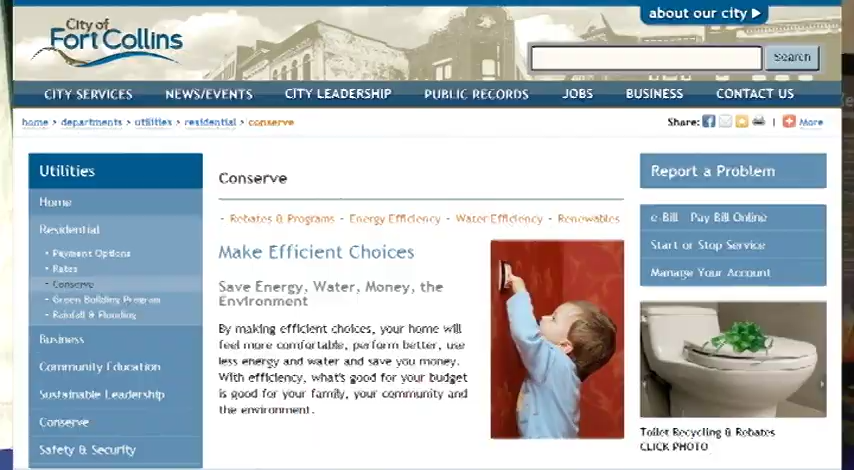 about our city
City of
Fort Collins
Search
CITY SERVICES NEWS/EVENTS CITY LEADERSHIP PUBLIC RECORDS JOBS BUSINESS CONTACT US
home > departments > utilities > residential > conserve
Share: | More
Utilities
Home
Residential
• Payment Options
• Rates
• Conserve
• Green Building Program
• Rainfall & Flooding
Business
Community Education
Sustainable Leadership
Conserve
Safety & Security
Conserve
- Rebates & Programs - Energy Efficiency - Water Efficiency - Renewables
Make Efficient Choices
Save Energy, Water, Money, the
Environment
By making efficient choices, your home will
feel more comfortable, perform better, use
less energy and water and save you money.
With efficiency, what's good for your budget
is good for your family, your community and
the environment.
Report a Problem
e-Bill - Pay Bill Online
Start or Stop Service
Manage Your Account
Toilet Recycling & Rebates
CLICK PHOTO